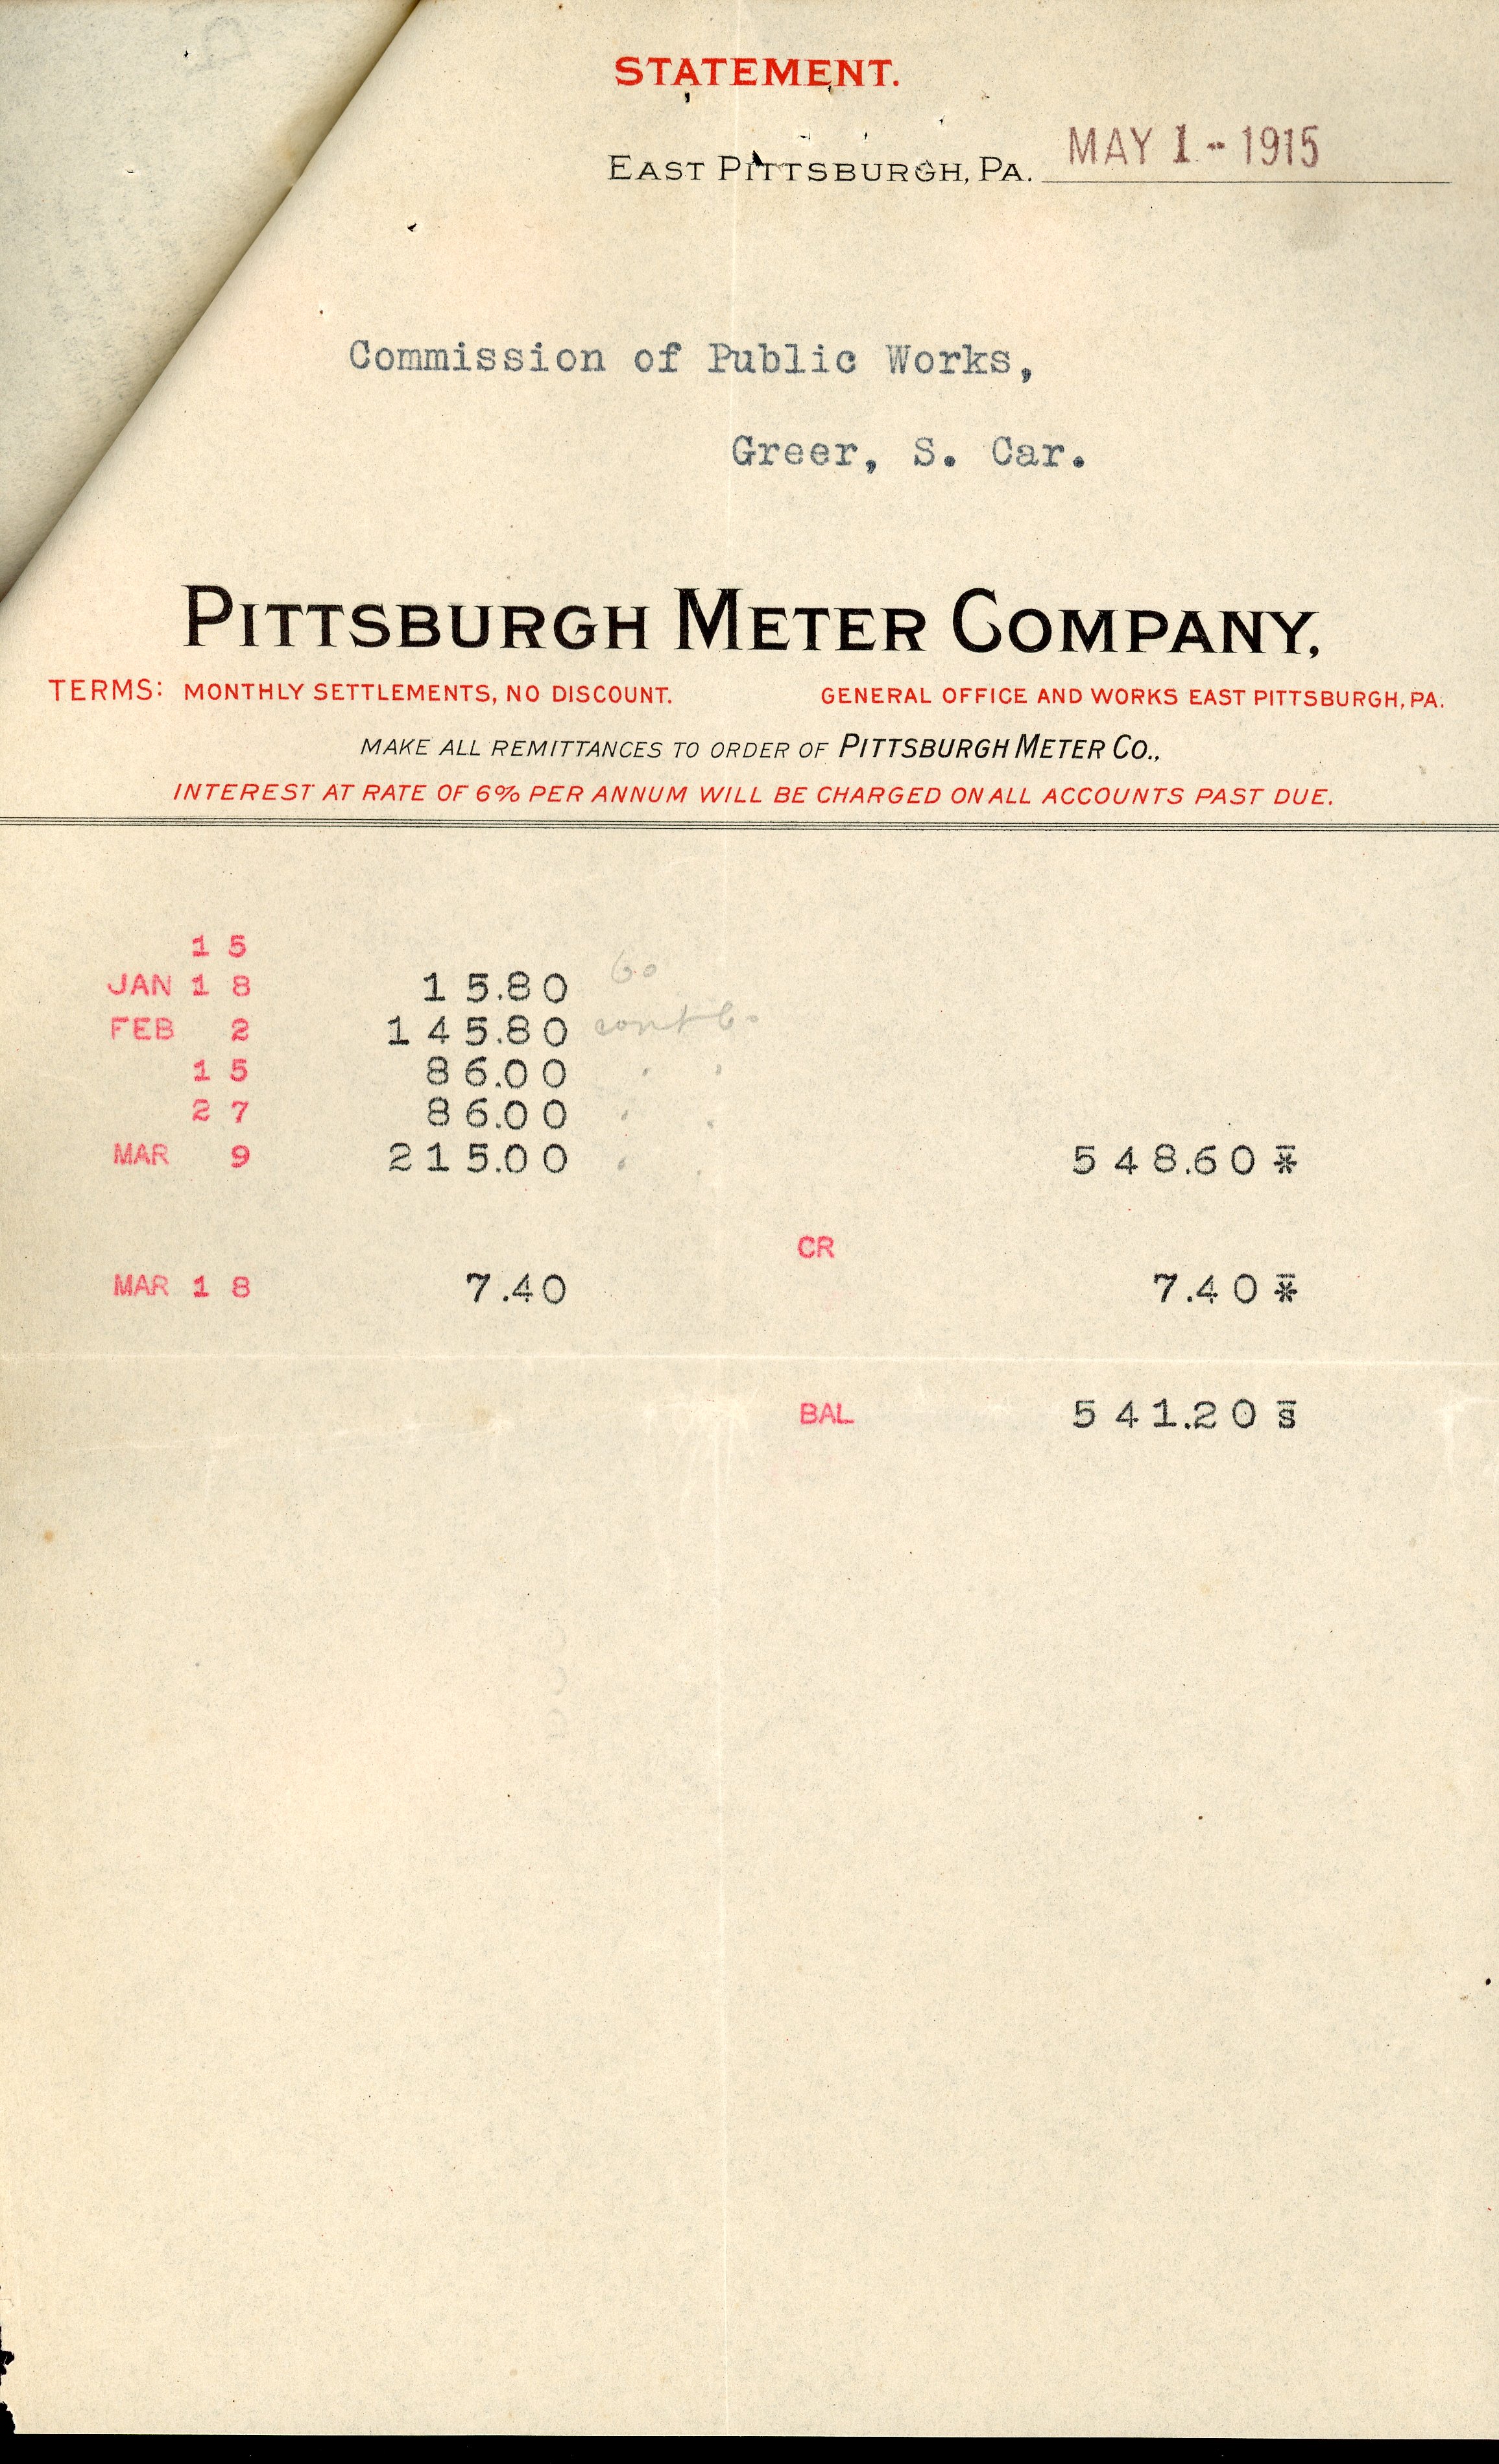 STATEMENT.
EAST PITTSBURGH, PA. MAY 1 - 1915
Commission of Public Works,
Greer, S. Car.
PITTSBURGH METER COMPANY,
TERMS: MONTHLY SETTLEMENTS, NO DISCOUNT. GENERAL OFFICE AND WORKS EAST PITTSBURGH, PA.
MAKE ALL REMITTANCES TO ORDER OF PITTSBURGH METER CO.,
INTEREST AT RATE OF 6% PER ANNUM WILL BE CHARGED ON ALL ACCOUNTS PAST DUE.
15
JAN 18 15.80
FEB 2 145.80
15 86.00
27 86.00
MAR 9 215.00 548.60 *
CR
MAR 18 7.40 7.40 *
BAL 541.20 S